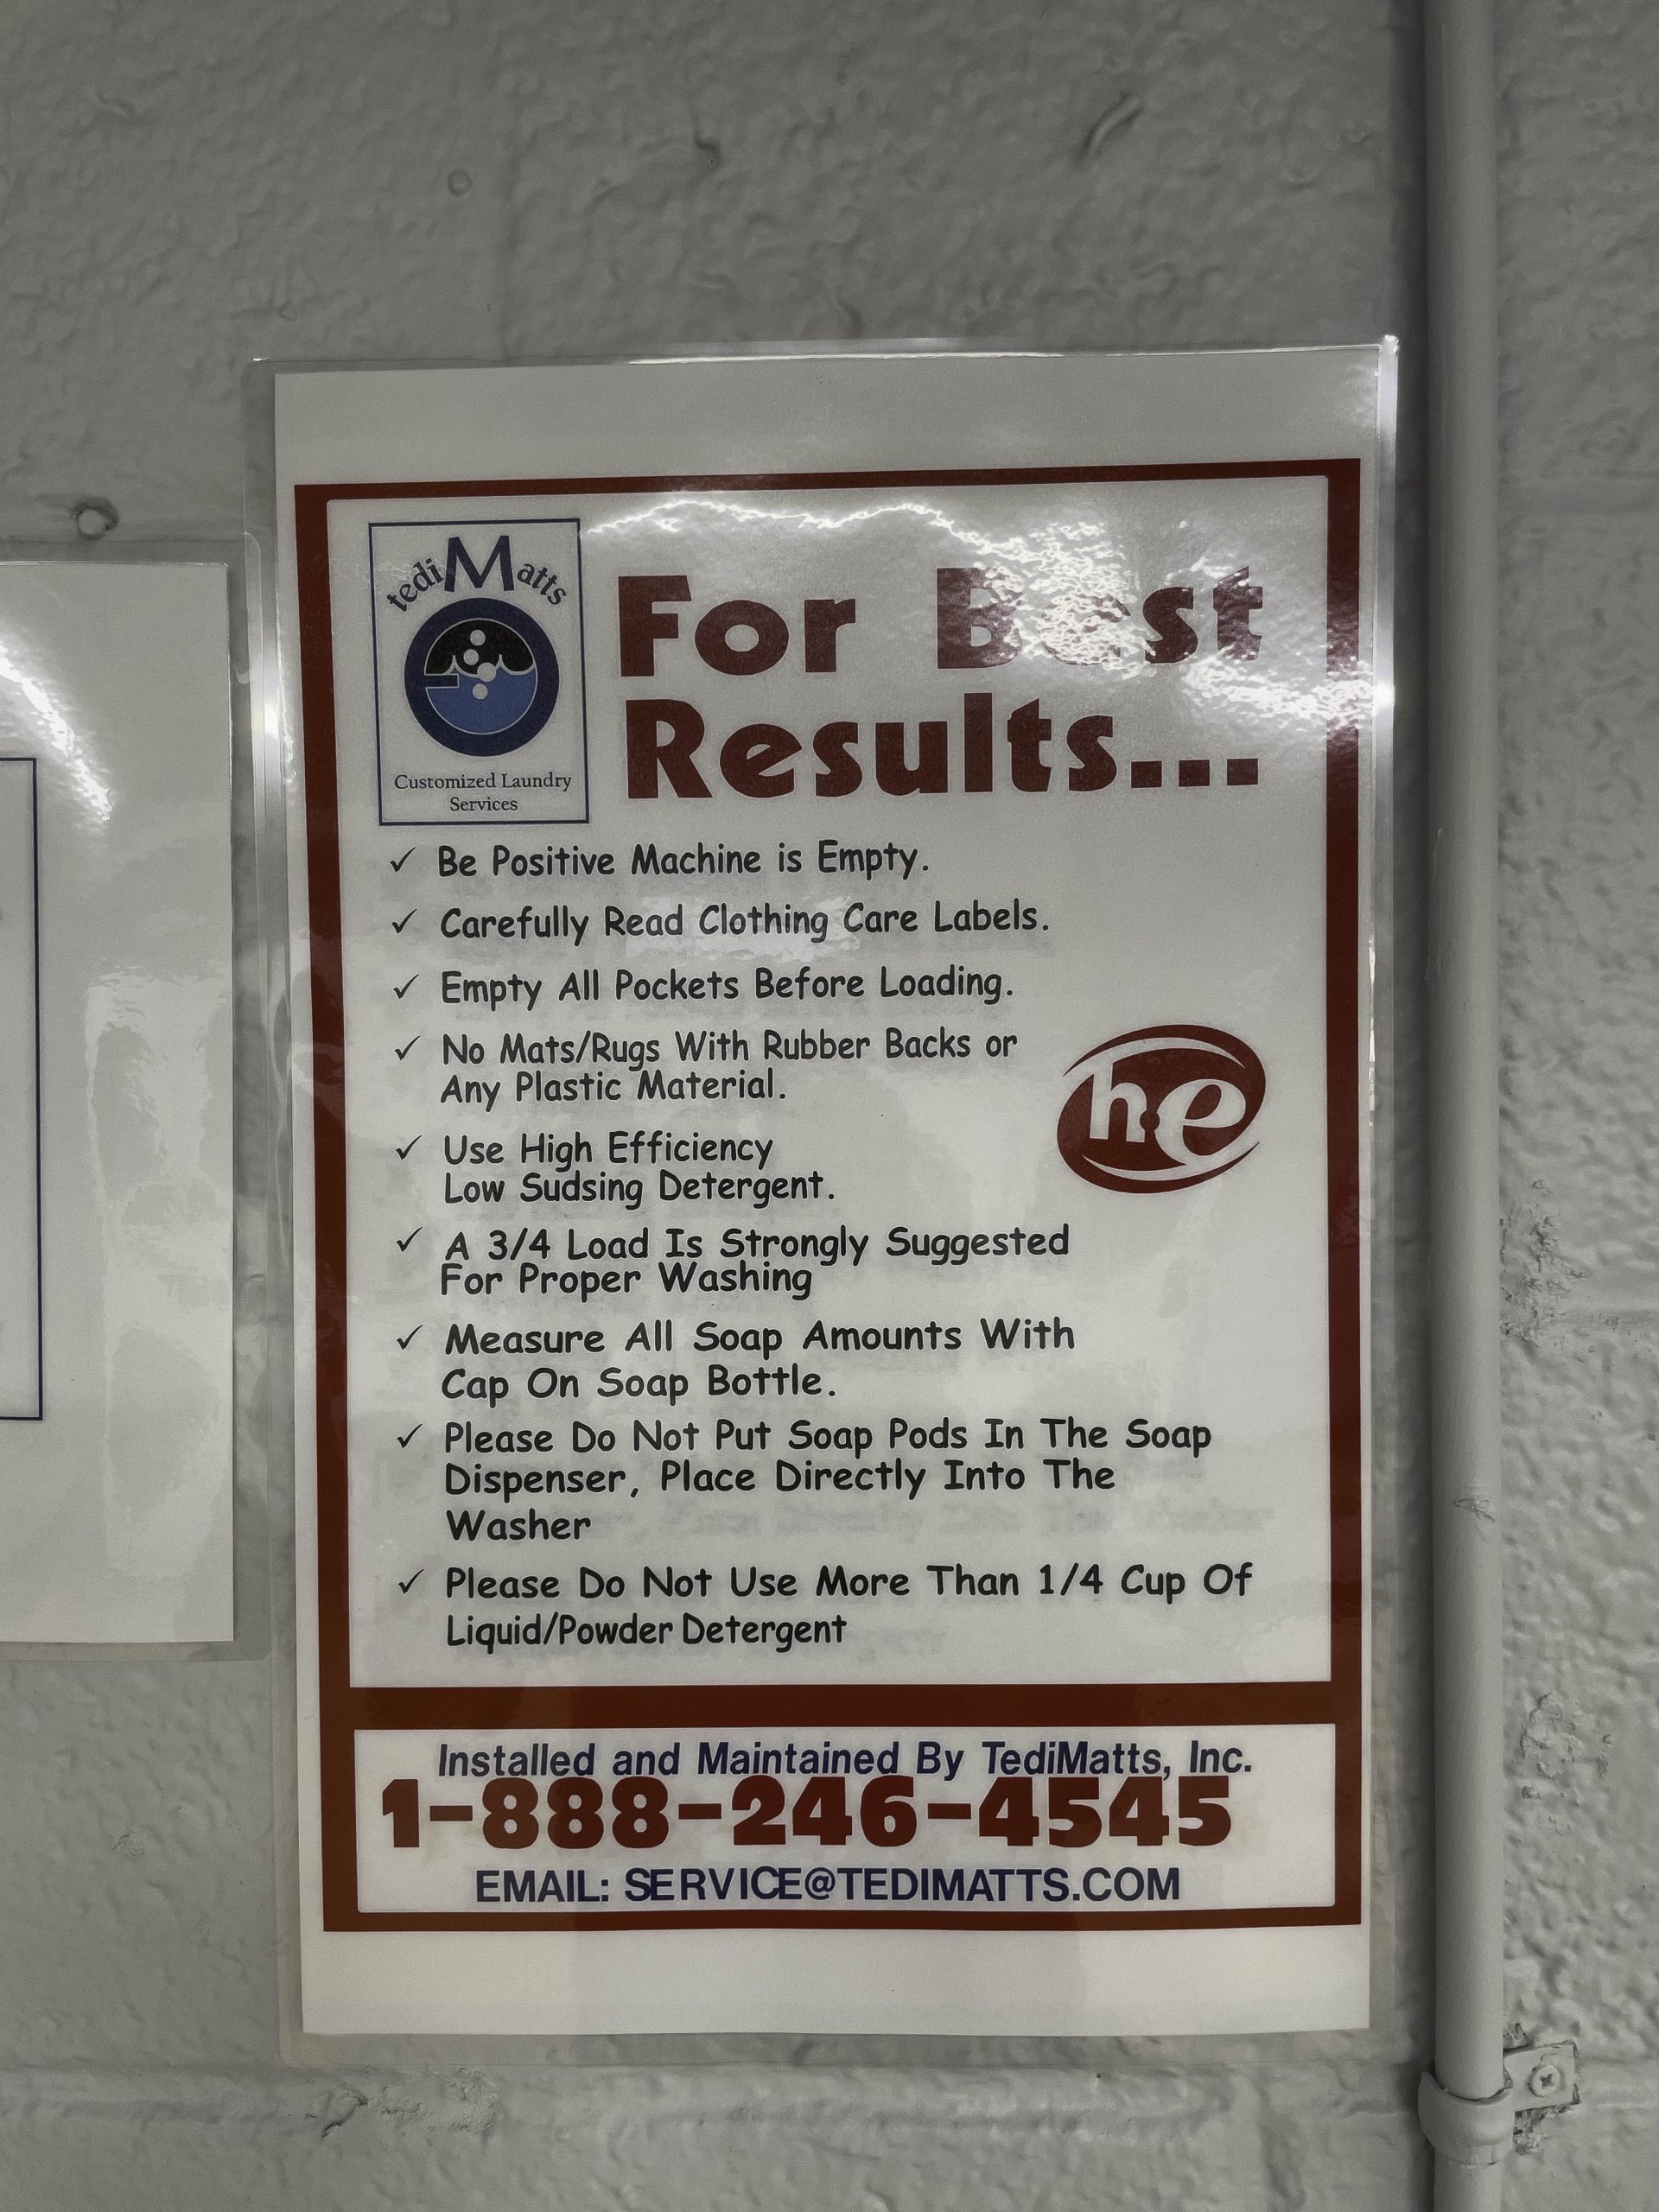 tediMatts
Customized Laundry
Services
For Best
Results...
✓ Be Positive Machine is Empty.
✓ Carefully Read Clothing Care Labels.
✓ Empty All Pockets Before Loading.
✓ No Mats/Rugs With Rubber Backs or
Any Plastic Material.
he
✓ Use High Efficiency
Low Sudsing Detergent.
✓ A 3/4 Load Is Strongly Suggested
For Proper Washing
✓ Measure All Soap Amounts With
Cap On Soap Bottle.
✓ Please Do Not Put Soap Pods In The Soap
Dispenser, Place Directly Into The
Washer
✓ Please Do Not Use More Than 1/4 Cup Of
Liquid/Powder Detergent
Installed and Maintained By TediMatts, Inc.
1-888-246-4545
EMAIL: SERVICE@TEDIMATTS.COM